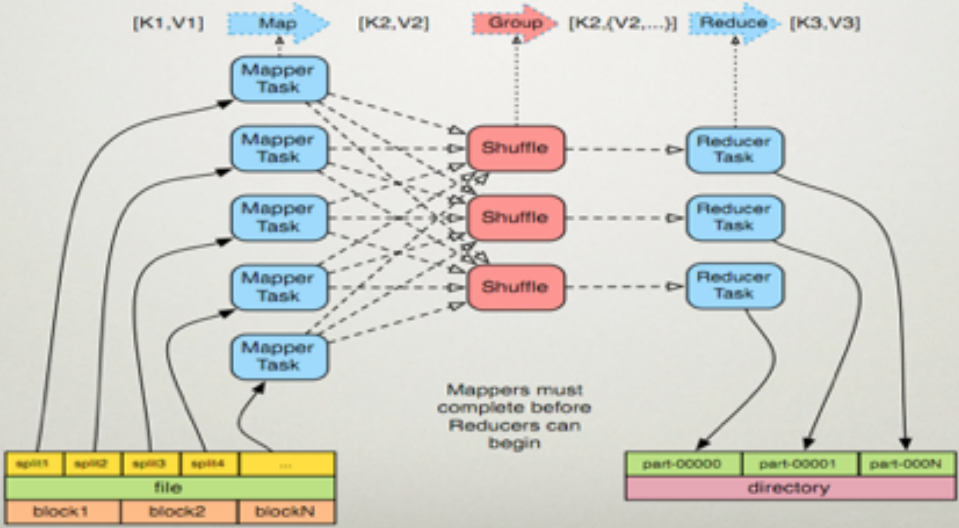 [K1,V1] Map [K2,V2] Group [K2,{V2,...}] Reduce [K3,V3]
Mapper
Task
Mapper
Task
Mapper
Task
Mapper
Task
Mapper
Task
Shuffle
Shuffle
Shuffle
Reducer
Task
Reducer
Task
Reducer
Task
Mappers must
complete before
Reducers can
begin
split1 split2 split3 split4 ...
file
block1 block2 blockN
part-00000 part-00001 part-000N
directory